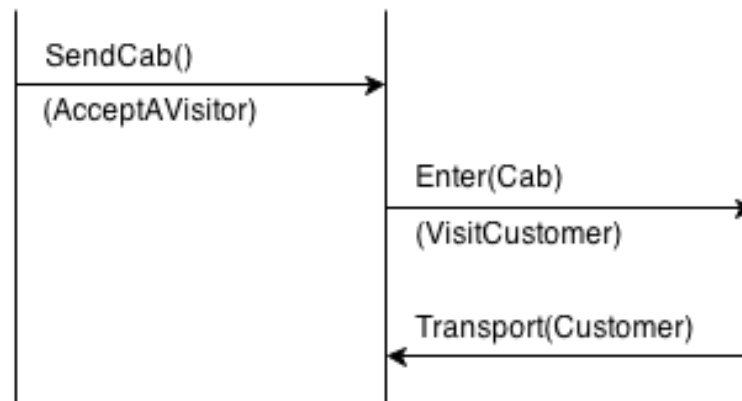 SendCab()
(AcceptAVisitor)
Enter(Cab)
(VisitCustomer)
Transport(Customer)